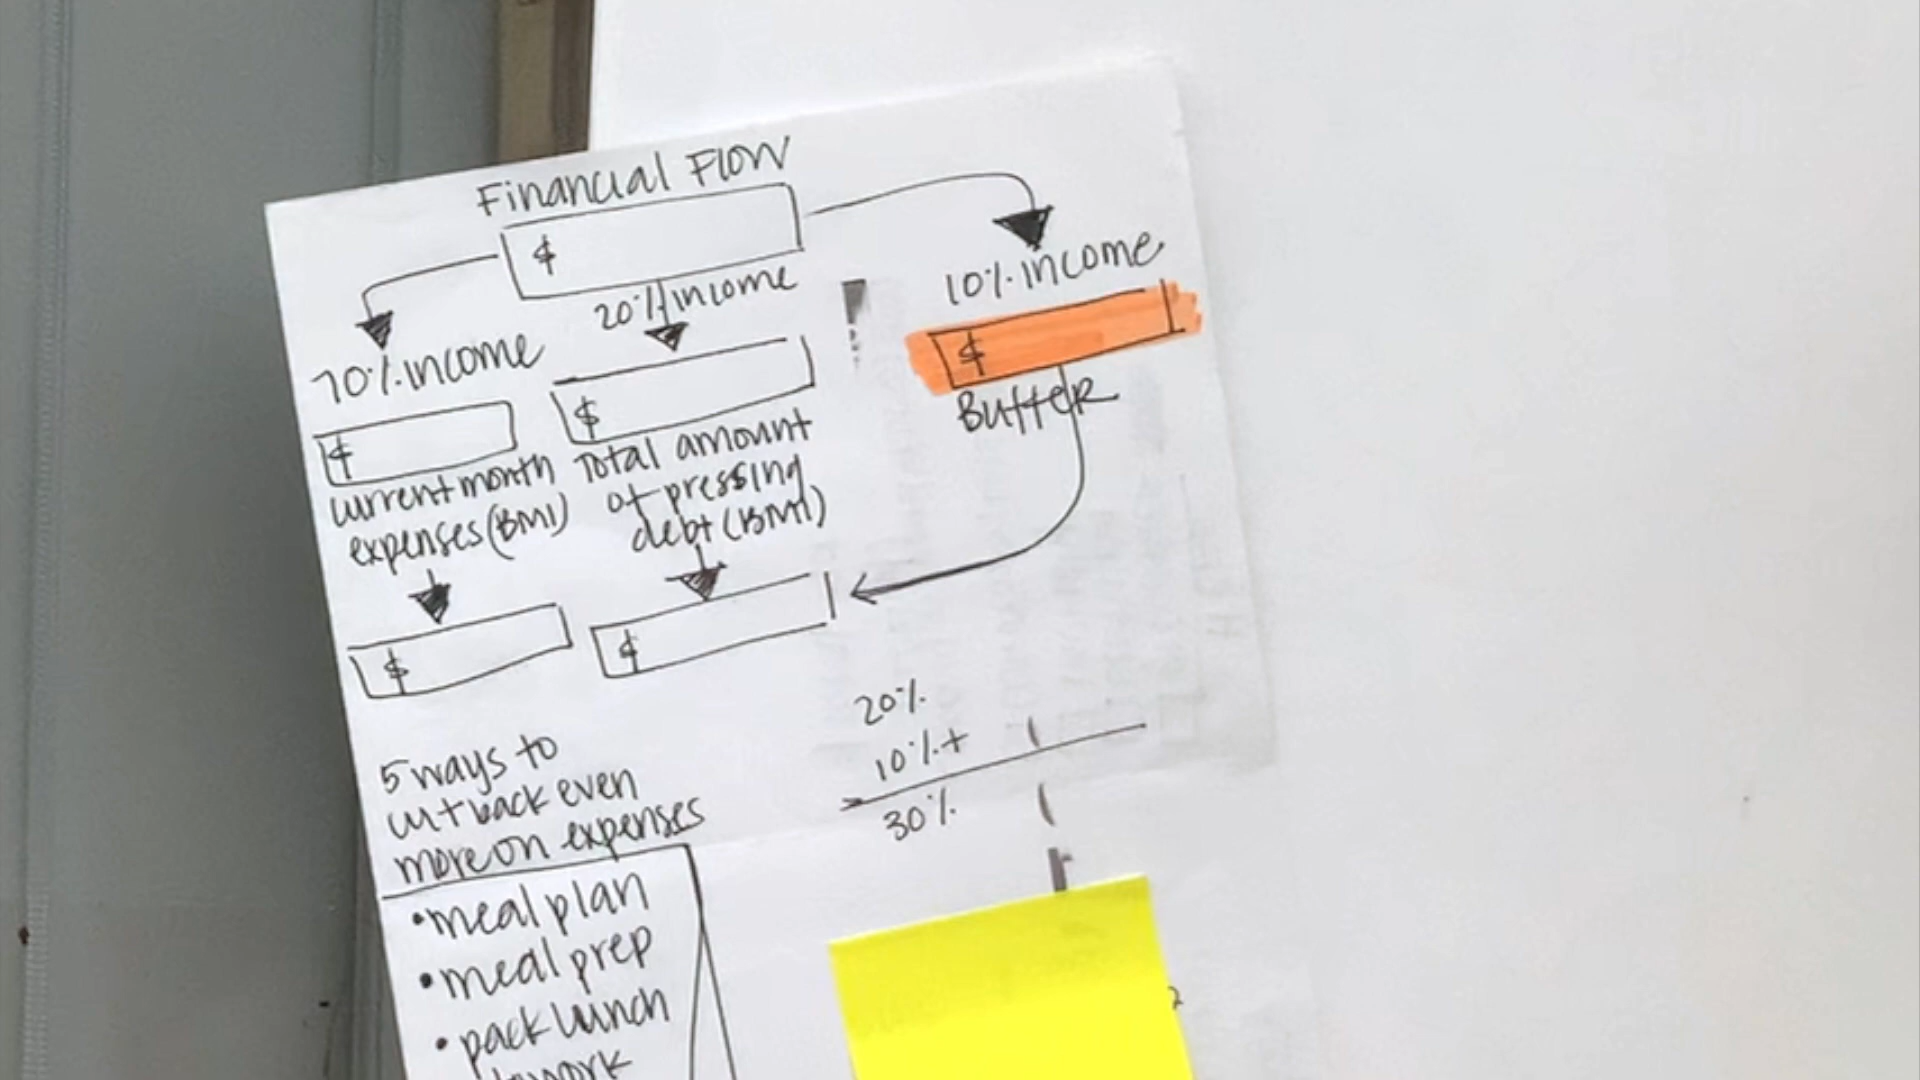 Financial Flow
$
20% income
10% income
70% income
$
$
$
Buffer
current month
expenses (BMI)
Total amount
of pressing
debt (BMI)
$
$
20%
10% +
30%
5 ways to
cut back even
more on expenses
• meal plan
• meal prep
• pack lunch